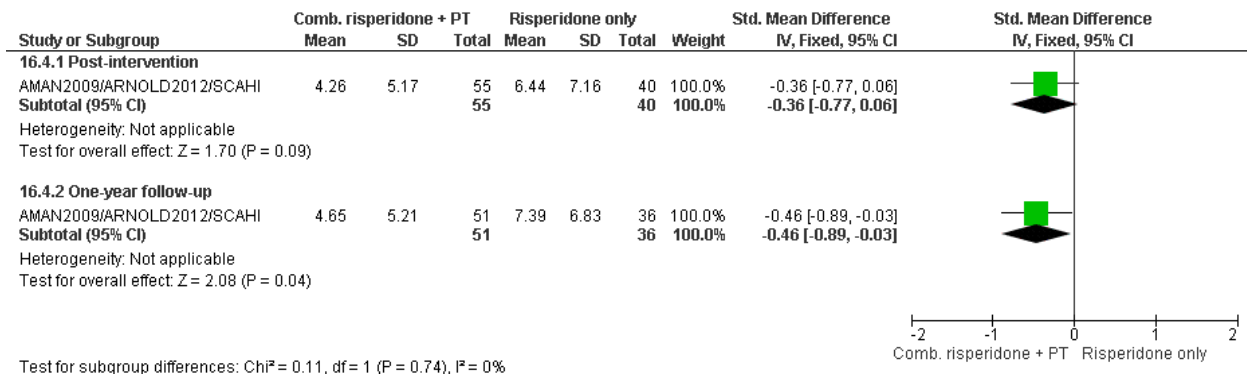 Comb. risperidone + PT Risperidone only Std. Mean Difference Std. Mean Difference
Study or Subgroup Mean SD Total Mean SD Total Weight IV, Fixed, 95% CI IV, Fixed, 95% CI
16.4.1 Post-intervention
AMAN2009/ARNOLD2012/SCAHI 4.26 5.17 55 6.44 7.16 40 100.0% -0.36 [-0.77, 0.06]
Subtotal (95% CI) 55 40 100.0% -0.36 [-0.77, 0.06]
Heterogeneity: Not applicable
Test for overall effect: Z = 1.70 (P = 0.09)
16.4.2 One-year follow-up
AMAN2009/ARNOLD2012/SCAHI 4.65 5.21 51 7.39 6.83 36 100.0% -0.46 [-0.89, -0.03]
Subtotal (95% CI) 51 36 100.0% -0.46 [-0.89, -0.03]
Heterogeneity: Not applicable
Test for overall effect: Z = 2.08 (P = 0.04)
-2 -1 0 1 2
Comb. risperidone + PT Risperidone only
Test for subgroup differences: Chi² = 0.11, df = 1 (P = 0.74), I² = 0%